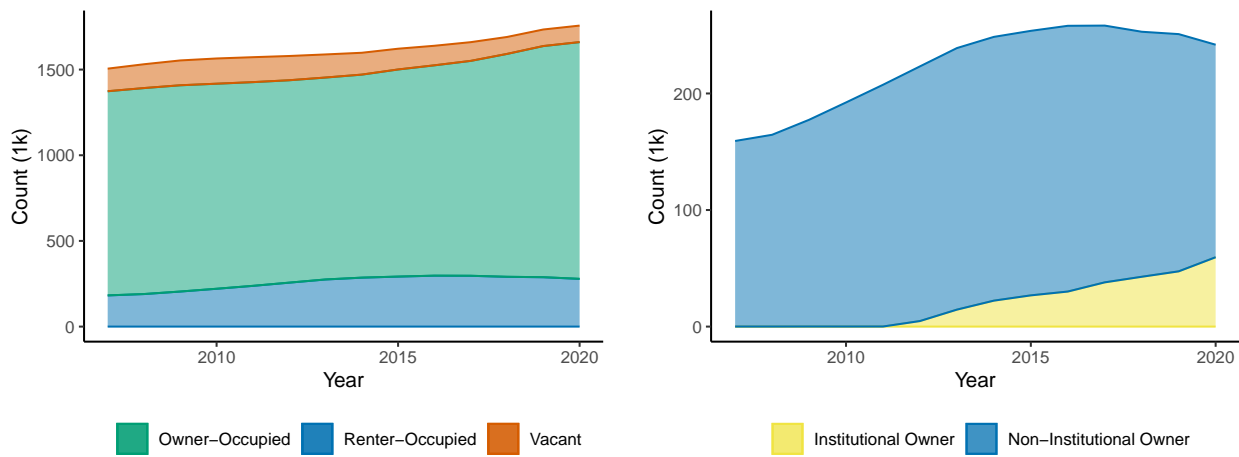 Count (1k)
1500
1000
500
0
2010
2015
2020
Year
Owner−Occupied
Renter−Occupied
Vacant
Count (1k)
200
100
0
2010
2015
2020
Year
Institutional Owner
Non−Institutional Owner